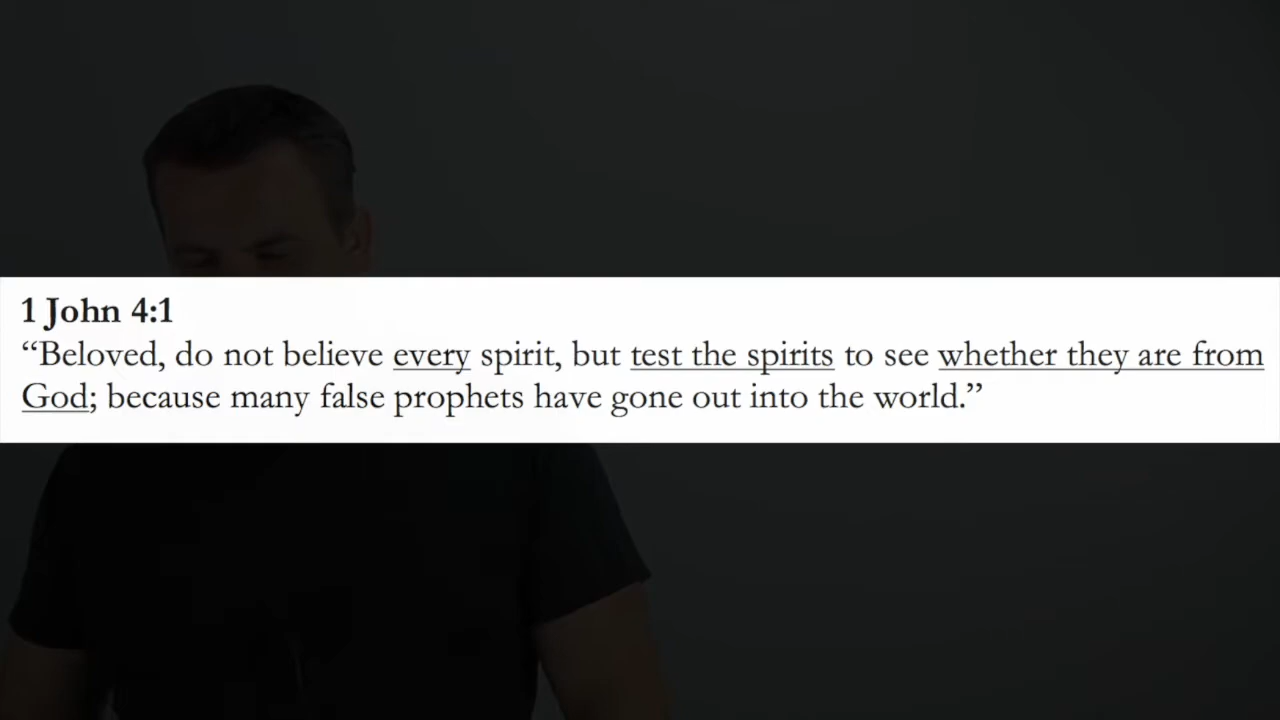 1 John 4:1
“Beloved, do not believe every spirit, but test the spirits to see whether they are from
God; because many false prophets have gone out into the world.”